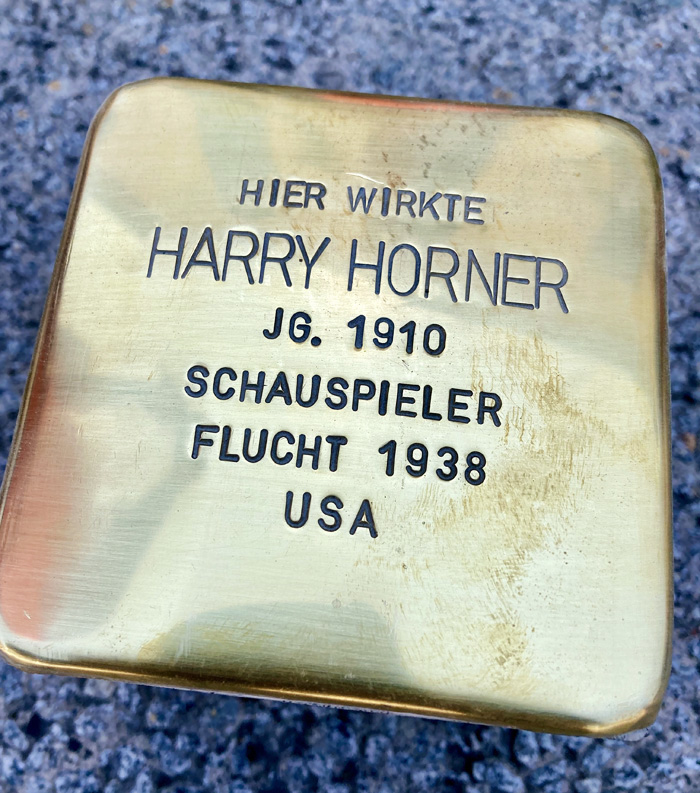 HIER WIRKTE
HARRY HORNER
JG. 1910
SCHAUSPIELER
FLUCHT 1938
USA